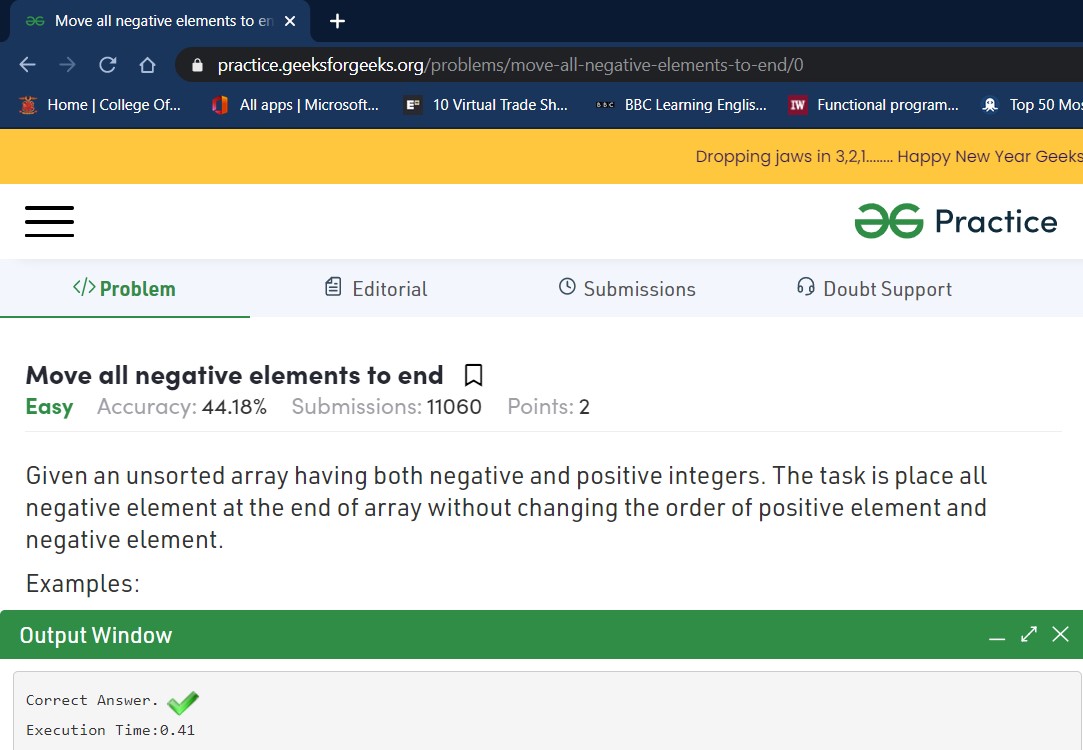 Move all negative elements to en
practice.geeksforgeeks.org/problems/move-all-negative-elements-to-end/0
Home | College Of... All apps | Microsoft... E 10 Virtual Trade Sh... BBC BBC Learning Englis... IW Functional program... Top 50 Mos
Dropping jaws in 3,2,1........ Happy New Year Geeks
Practice
</> Problem Editorial Submissions Doubt Support
Move all negative elements to end
Easy Accuracy: 44.18% Submissions: 11060 Points: 2
Given an unsorted array having both negative and positive integers. The task is place all
negative element at the end of array without changing the order of positive element and
negative element.
Examples:
Output Window
Correct Answer.
Execution Time:0.41